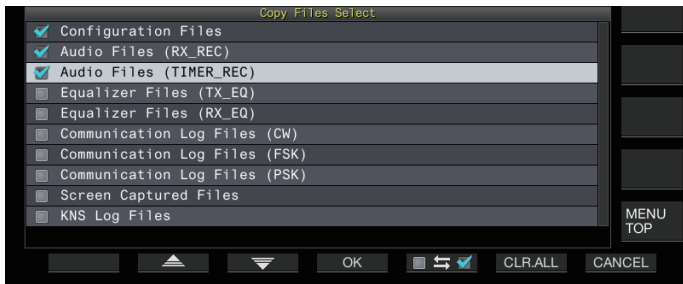 Copy Files Select
Configuration Files
Audio Files (RX_REC)
Audio Files (TIMER_REC)
Equalizer Files (TX_EQ)
Equalizer Files (RX_EQ)
Communication Log Files (CW)
Communication Log Files (FSK)
Communication Log Files (PSK)
Screen Captured Files
KNS Log Files
MENU
TOP
OK
CLR.ALL
CANCEL